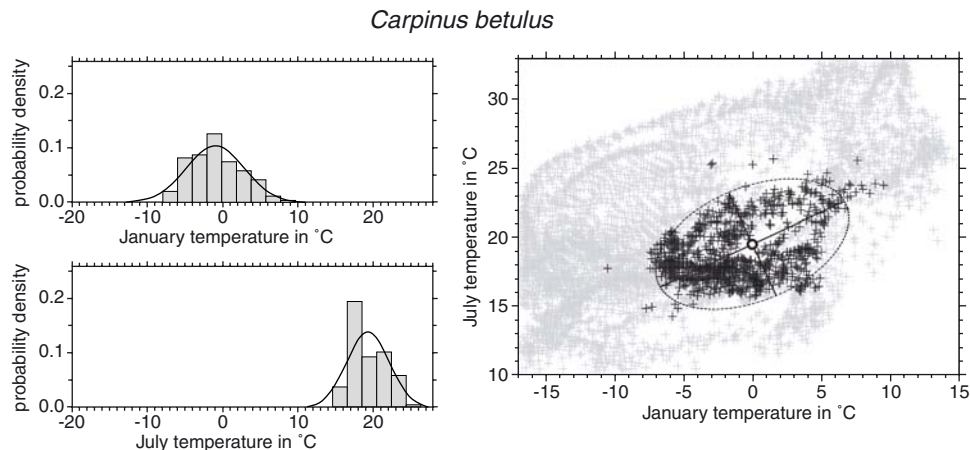 Carpinus betulus
probability density
0.2
0.1
0.0
-20 -10 0 10 20
January temperature in ˚C
probability density
0.2
0.1
0.0
-20 -10 0 10 20
July temperature in ˚C
July temperature in ˚C
30
25
20
15
10
-15 -10 -5 0 5 10 15
January temperature in ˚C